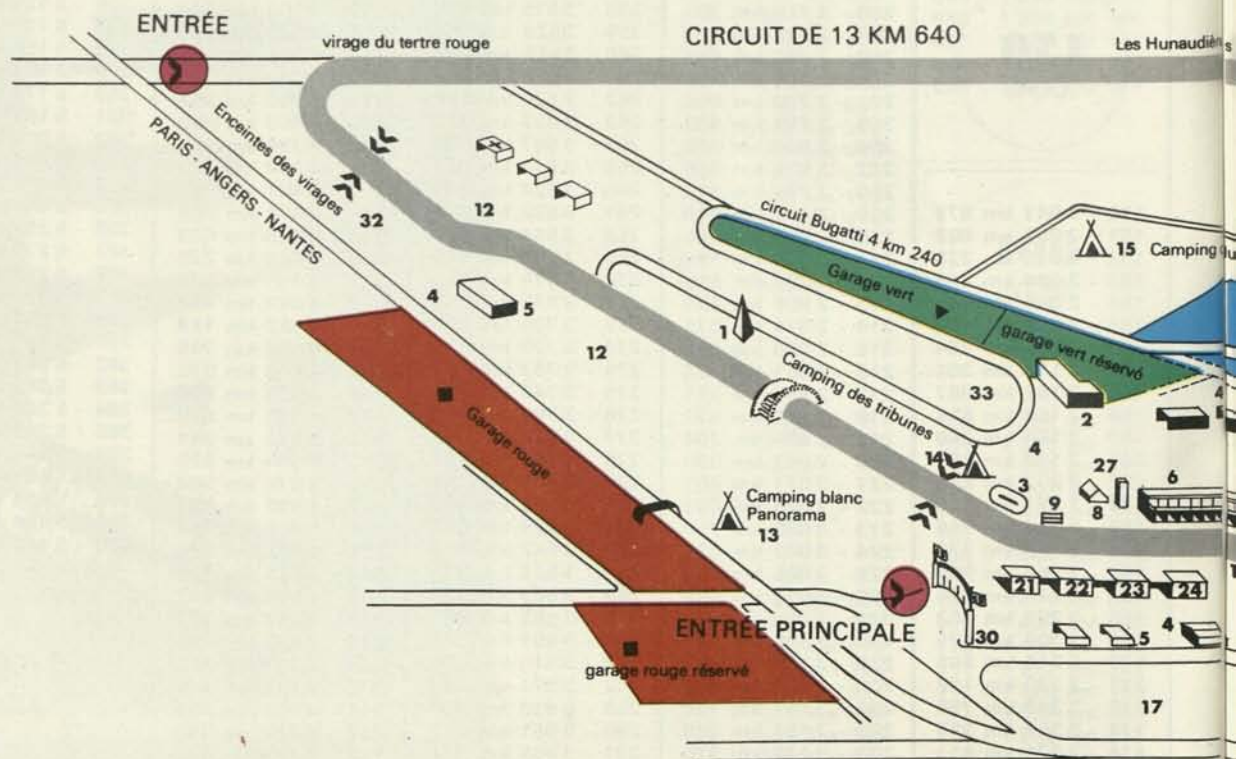 ENTRÉE
virage du tertre rouge
CIRCUIT DE 13 KM 640
Les Hunaudièr s
Enceintes des virages
PARIS - ANGERS - NANTES
32
12
circuit Bugatti 4 km 240
15 Camping
Garage vert
garage vert réservé
4
5
12
1
Camping des tribunes
33
2
4
4
Garage rouge
14
3
9
27
8
6
Camping blanc
Panorama
13
21
22
23
24
1
ENTRÉE PRINCIPALE
30
5
4
garage rouge réservé
17